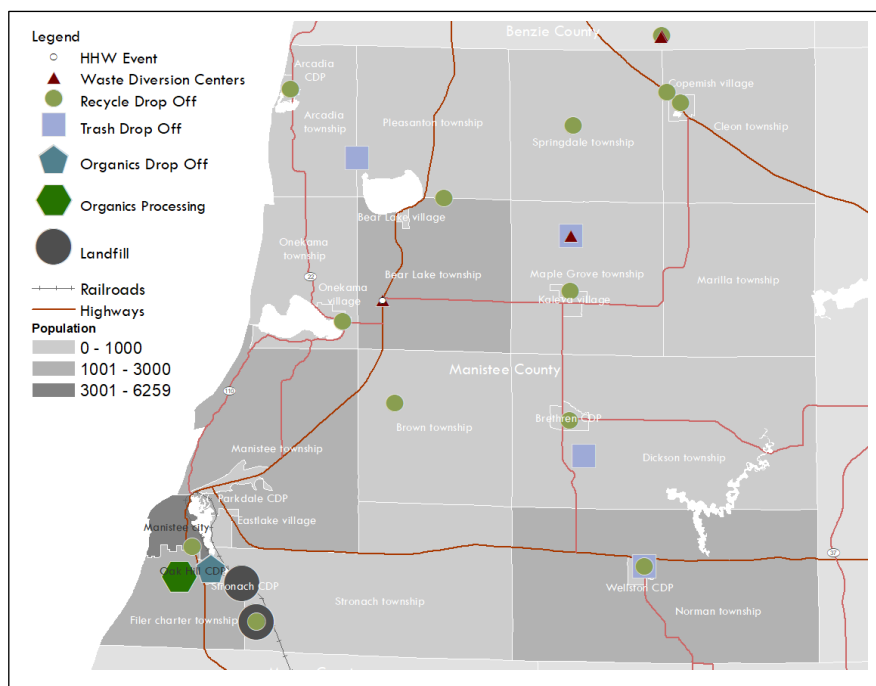 Legend
HHW Event
Waste Diversion Centers
Recycle Drop Off
Trash Drop Off
Organics Drop Off
Organics Processing
Landfill
Railroads
Highways
Population
0 - 1000
1001 - 3000
3001 - 6259
Benzie County
Arcadia
CDP
Arcadia
township
Pleasanton township
Springdale township
Copemish village
Cleon township
Bear Lake village
Onekama
township
22
Onekama
village
Bear Lake township
Maple Grove township
Kaleva village
Marilla township
Manistee County
110
Brown township
Brethren CDP
Dickson township
Manistee township
Parkdale CDP
Eastlake village
Manistee city
Oak Hill CDP
Stronach CDP
Filer charter township
Stronach township
Wellston CDP
Norman township
37